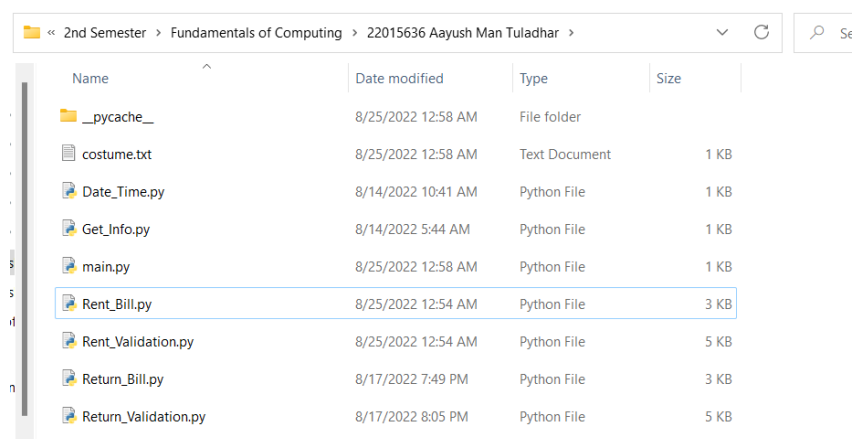 « 2nd Semester > Fundamentals of Computing > 22015636 Aayush Man Tuladhar >
Name Date modified Type Size
__pycache__ 8/25/2022 12:58 AM File folder
costume.txt 8/25/2022 12:58 AM Text Document 1 KB
Date_Time.py 8/14/2022 10:41 AM Python File 1 KB
Get_Info.py 8/14/2022 5:44 AM Python File 1 KB
main.py 8/25/2022 12:58 AM Python File 1 KB
Rent_Bill.py 8/25/2022 12:54 AM Python File 3 KB
Rent_Validation.py 8/25/2022 12:54 AM Python File 5 KB
Return_Bill.py 8/17/2022 7:49 PM Python File 3 KB
Return_Validation.py 8/17/2022 8:05 PM Python File 5 KB